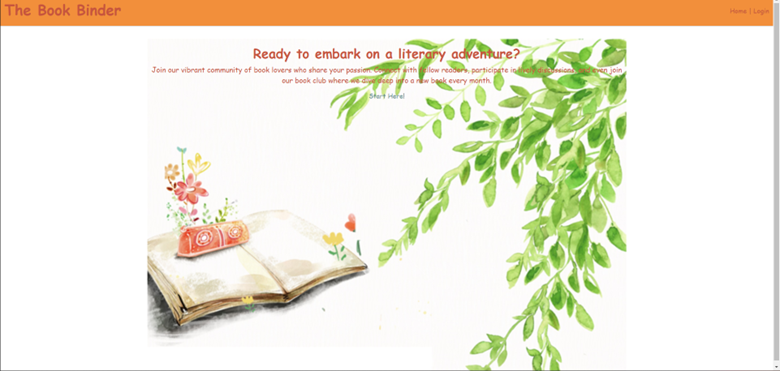 The Book Binder
Home | Login
Ready to embark on a literary adventure?
Join our vibrant community of book lovers who share your passion. Connect with fellow readers, participate in lively discussions, and even join
our book club where we dive deep into a new book every month.
Start Here!